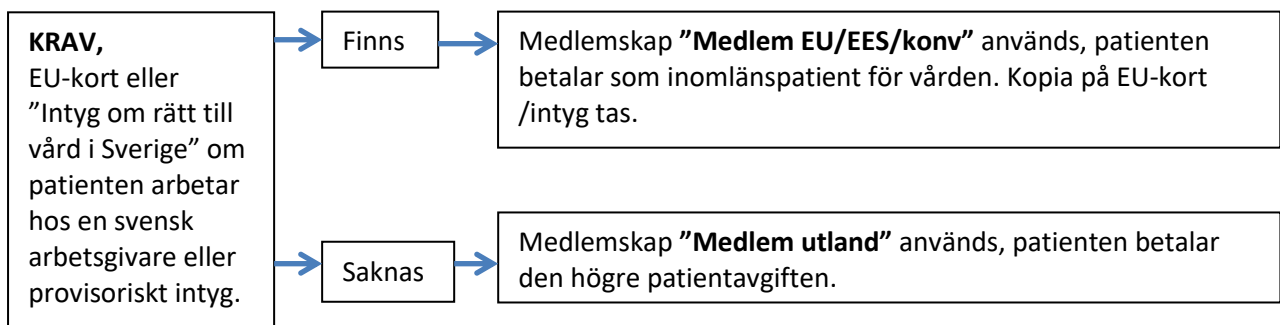 KRAV,
EU-kort eller
”Intyg om rätt till
vård i Sverige” om
patienten arbetar
hos en svensk
arbetsgivare eller
provisoriskt intyg.
Finns
Medlemskap ”Medlem EU/EES/konv” används, patienten
betalar som inomlänspatient för vården. Kopia på EU-kort
/intyg tas.
Saknas
Medlemskap ”Medlem utland” används, patienten betalar
den högre patientavgiften.